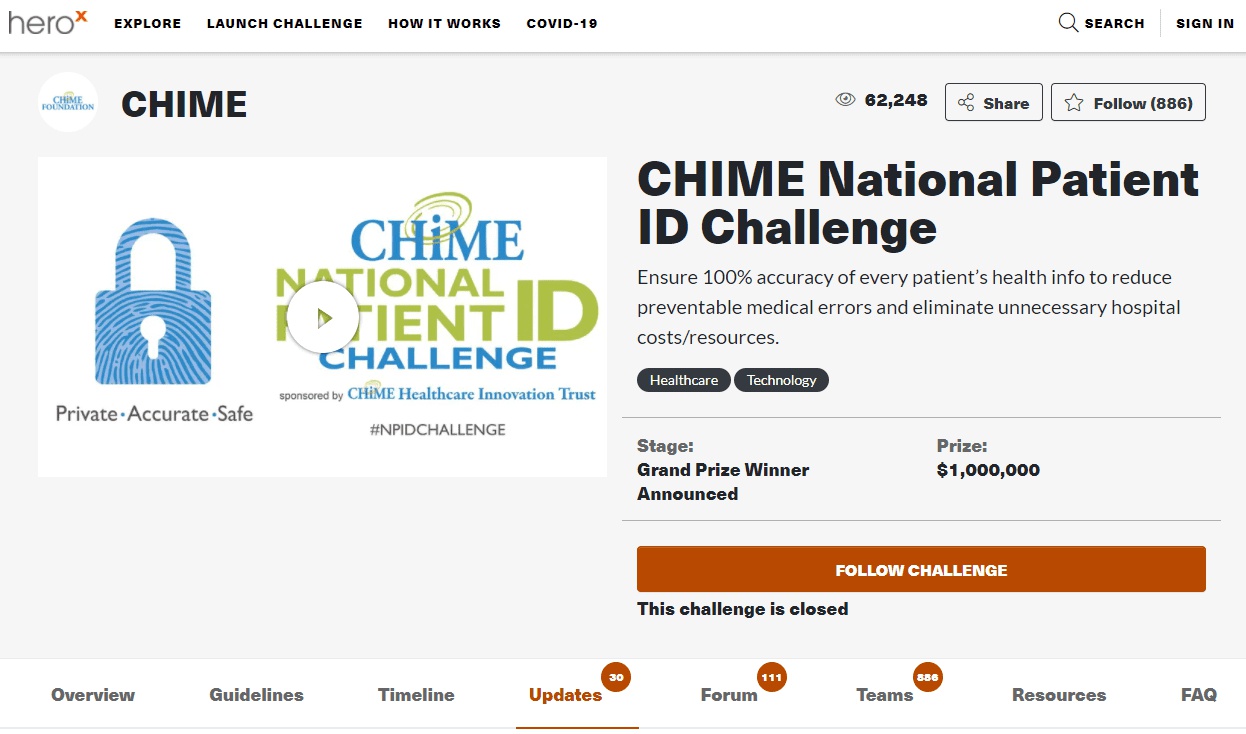 herox
EXPLORE
LAUNCH CHALLENGE
HOW IT WORKS
COVID-19
SEARCH
SIGN IN
CHiME
FOUNDATION
CHIME
62,248
Share
Follow (886)
CHiME
NATIONAL
ID
CHALLENGE
sponsored by CHiME Healthcare Innovation Trust
Private·Accurate·Safe
#NPIDCHALLENGE
CHIME National Patient
ID Challenge
Ensure 100% accuracy of every patient’s health info to reduce
preventable medical errors and eliminate unnecessary hospital
costs/resources.
Healthcare
Technology
Stage:
Grand Prize Winner
Announced
Prize:
$1,000,000
FOLLOW CHALLENGE
This challenge is closed
Overview
Guidelines
Timeline
Updates 30
Forum 111
Teams 886
Resources
FAQ